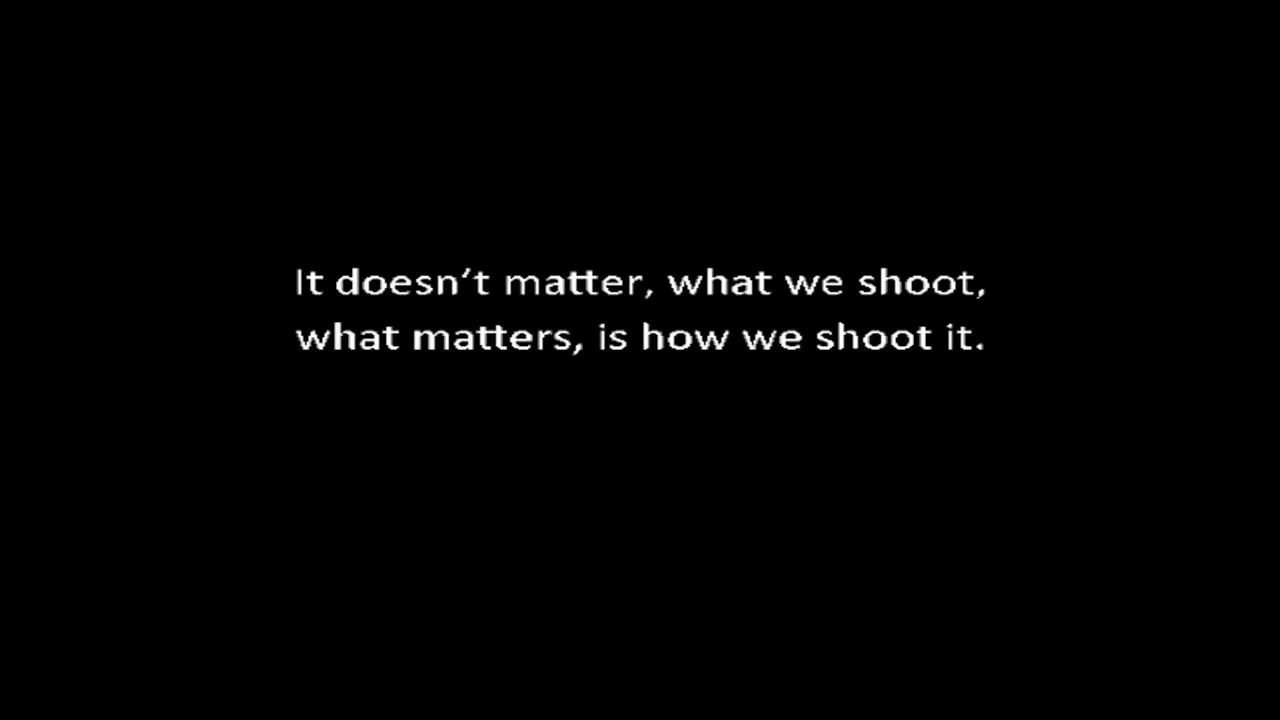 It doesn’t matter, what we shoot,
what matters, is how we shoot it.